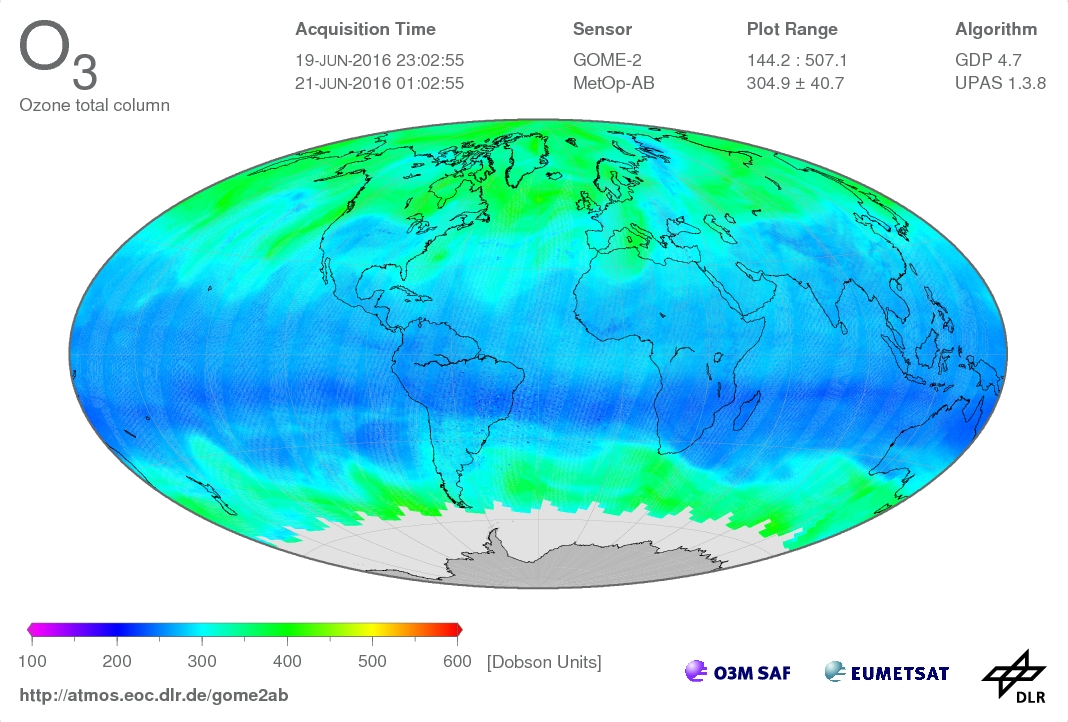 O3
Ozone total column
Acquisition Time
19-JUN-2016 23:02:55
21-JUN-2016 01:02:55
Sensor
GOME-2
MetOp-AB
Plot Range
144.2 : 507.1
304.9 ± 40.7
Algorithm
GDP 4.7
UPAS 1.3.8
100 200 300 400 500 600 [Dobson Units]
http://atmos.eoc.dlr.de/gome2ab
O3M SAF
EUMETSAT
DLR